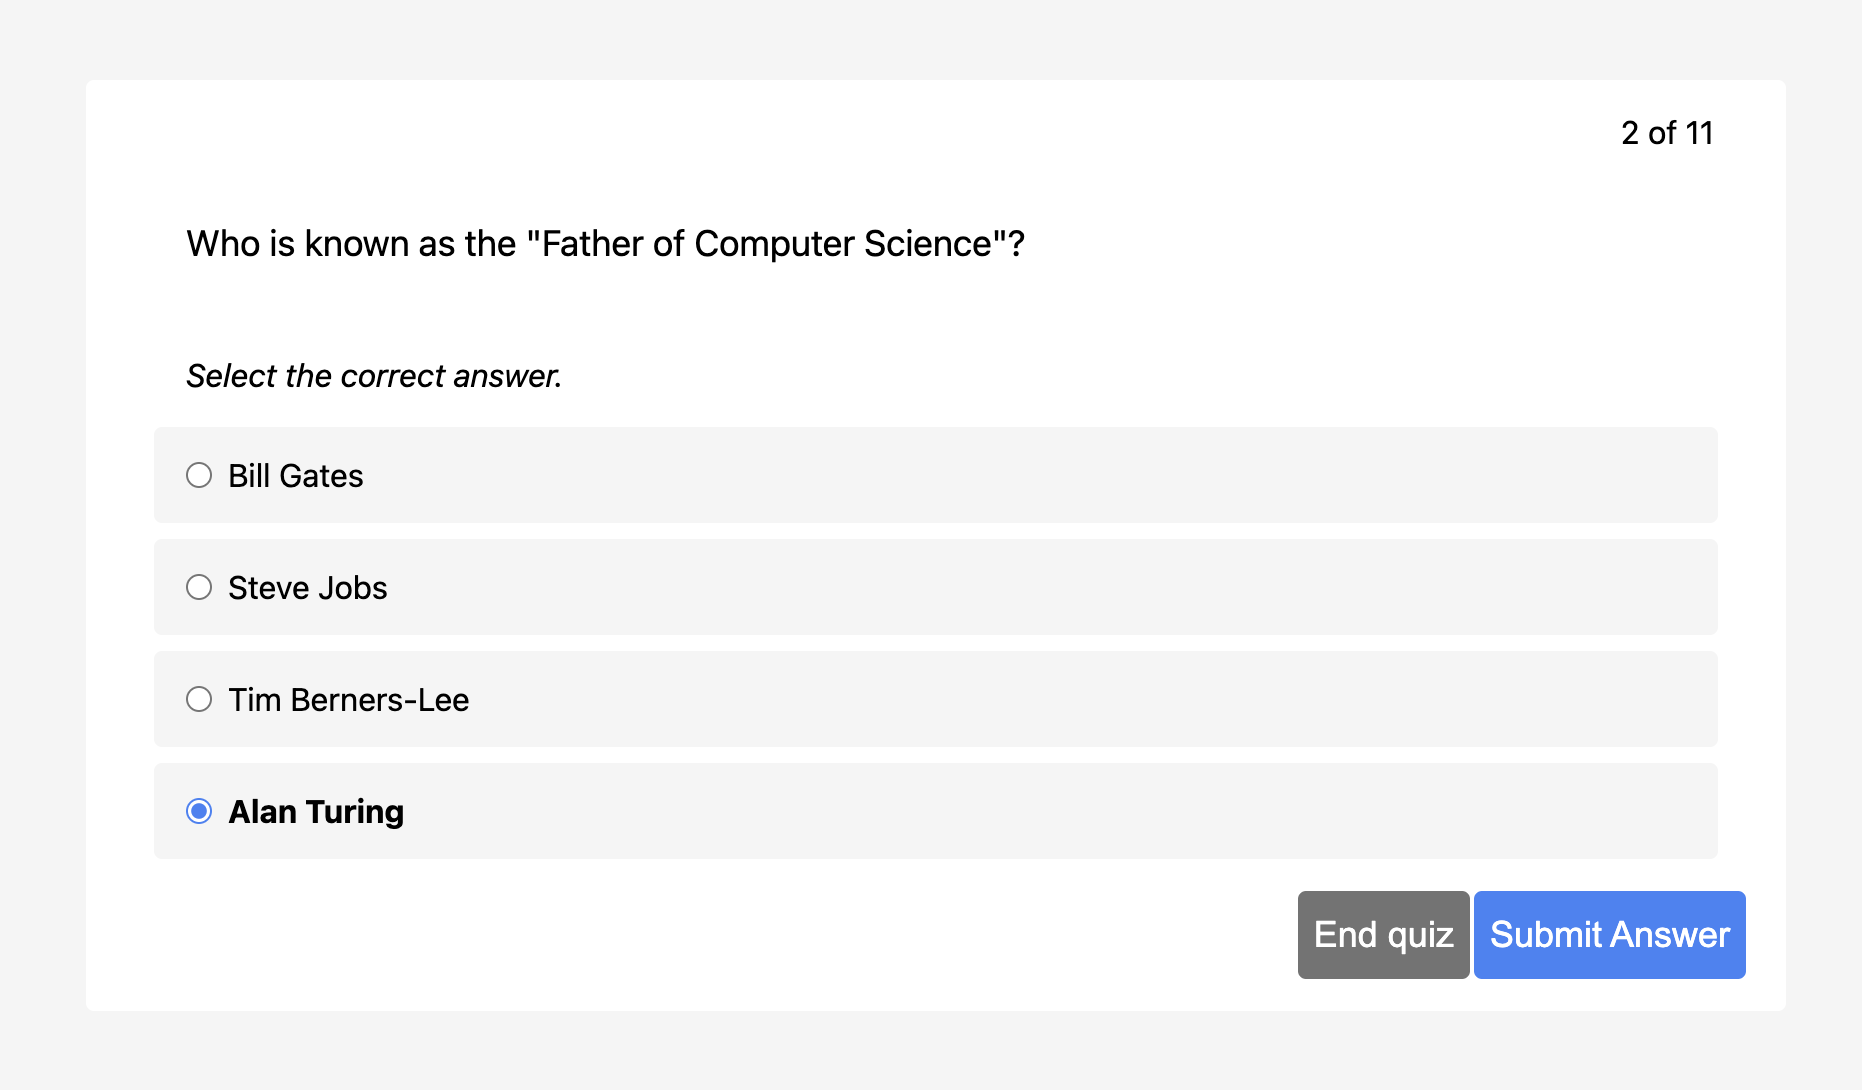 2 of 11
Who is known as the "Father of Computer Science"?
Select the correct answer.
Bill Gates
Steve Jobs
Tim Berners-Lee
Alan Turing
End quiz
Submit Answer